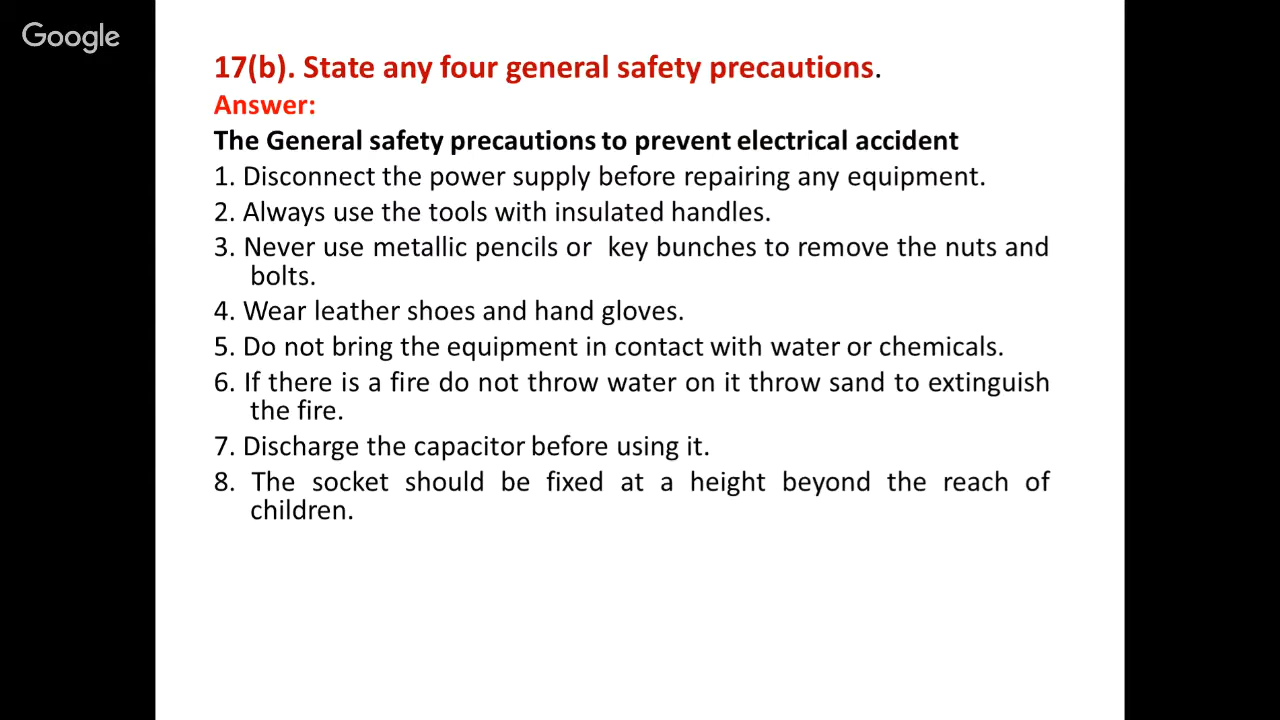 Google
17(b). State any four general safety precautions.
Answer:
The General safety precautions to prevent electrical accident
1. Disconnect the power supply before repairing any equipment.
2. Always use the tools with insulated handles.
3. Never use metallic pencils or key bunches to remove the nuts and
bolts.
4. Wear leather shoes and hand gloves.
5. Do not bring the equipment in contact with water or chemicals.
6. If there is a fire do not throw water on it throw sand to extinguish
the fire.
7. Discharge the capacitor before using it.
8. The socket should be fixed at a height beyond the reach of
children.